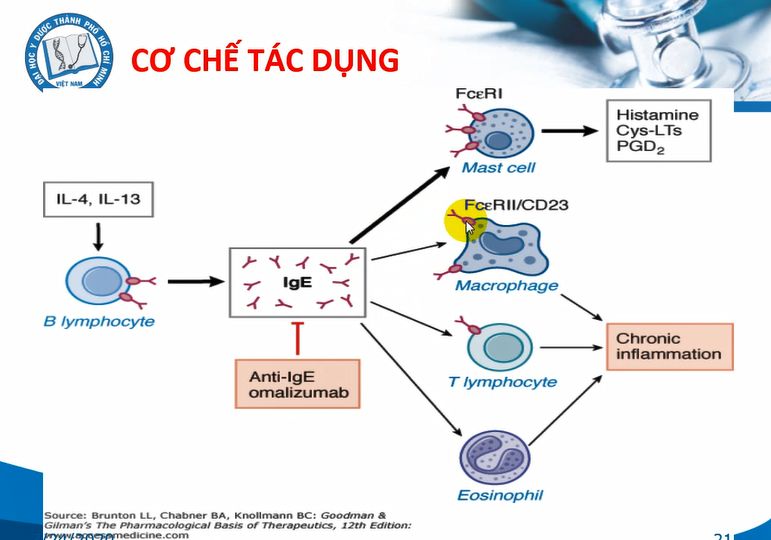 ĐẠI HỌC Y DƯỢC THÀNH PHỐ HỒ CHÍ MINH
VIỆT NAM
CƠ CHẾ TÁC DỤNG
FcεRI
Mast cell
Histamine
Cys-LTs
PGD₂
IL-4, IL-13
B lymphocyte
IgE
FcεRII/CD23
Macrophage
Anti-IgE
omalizumab
T lymphocyte
Chronic
inflammation
Eosinophil
Source: Brunton LL, Chabner BA, Knollmann BC: Goodman &
Gilman's The Pharmacological Basis of Therapeutics, 12th Edition:
www.accessmedicine.com
21